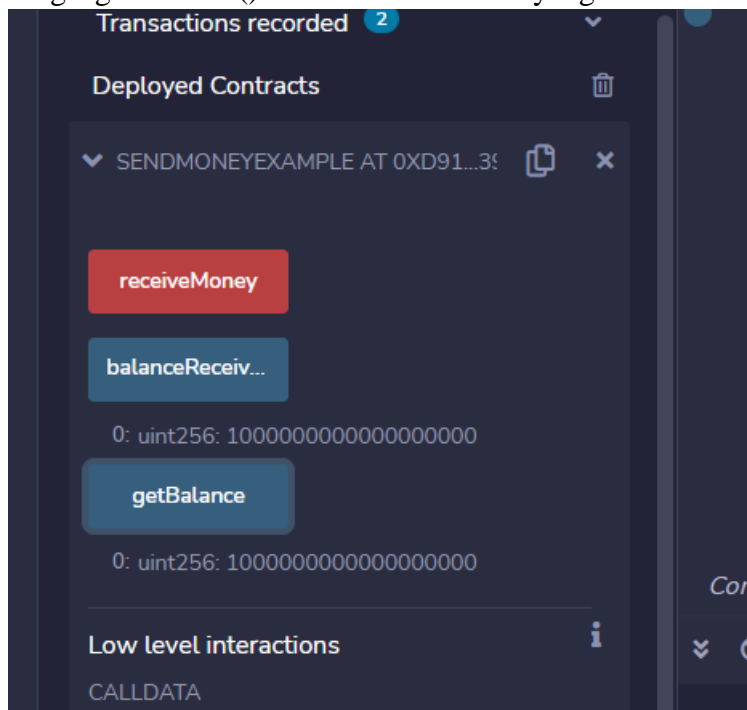 Transactions recorded 2
Deployed Contracts
SENDMONEYEXAMPLE AT 0XD91...39
receiveMoney
balanceReceiv...
0: uint256: 1000000000000000000
getBalance
0: uint256: 1000000000000000000
Low level interactions
CALLDATA